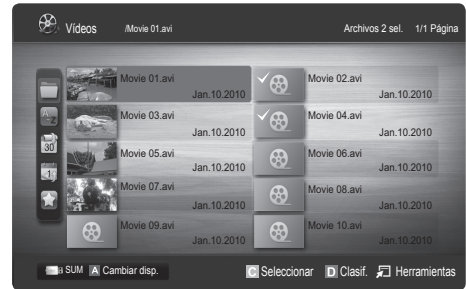 Vídeos /Movie 01.avi Archivos 2 sel. 1/1 Página
Movie 01.avi Movie 02.avi
Jan.10.2010 Jan.10.2010
Movie 03.avi Movie 04.avi
Jan.10.2010 Jan.10.2010
Movie 05.avi Movie 06.avi
Jan.10.2010 Jan.10.2010
Movie 07.avi Movie 08.avi
Jan.10.2010 Jan.10.2010
Movie 09.avi Movie 10.avi
Jan.10.2010 Jan.10.2010
30
1
SUM A Cambiar disp. C Seleccionar D Clasif. Herramientas